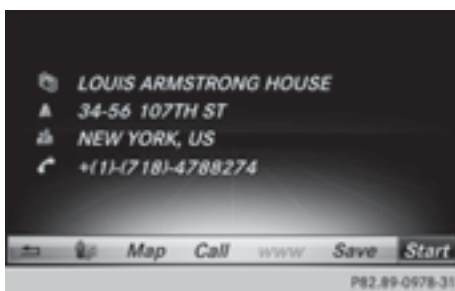 LOUIS ARMSTRONG HOUSE
34-56 107TH ST
NEW YORK, US
+(1)-(718)-4788274
Map Call www Save Start
P82.89-0978-31